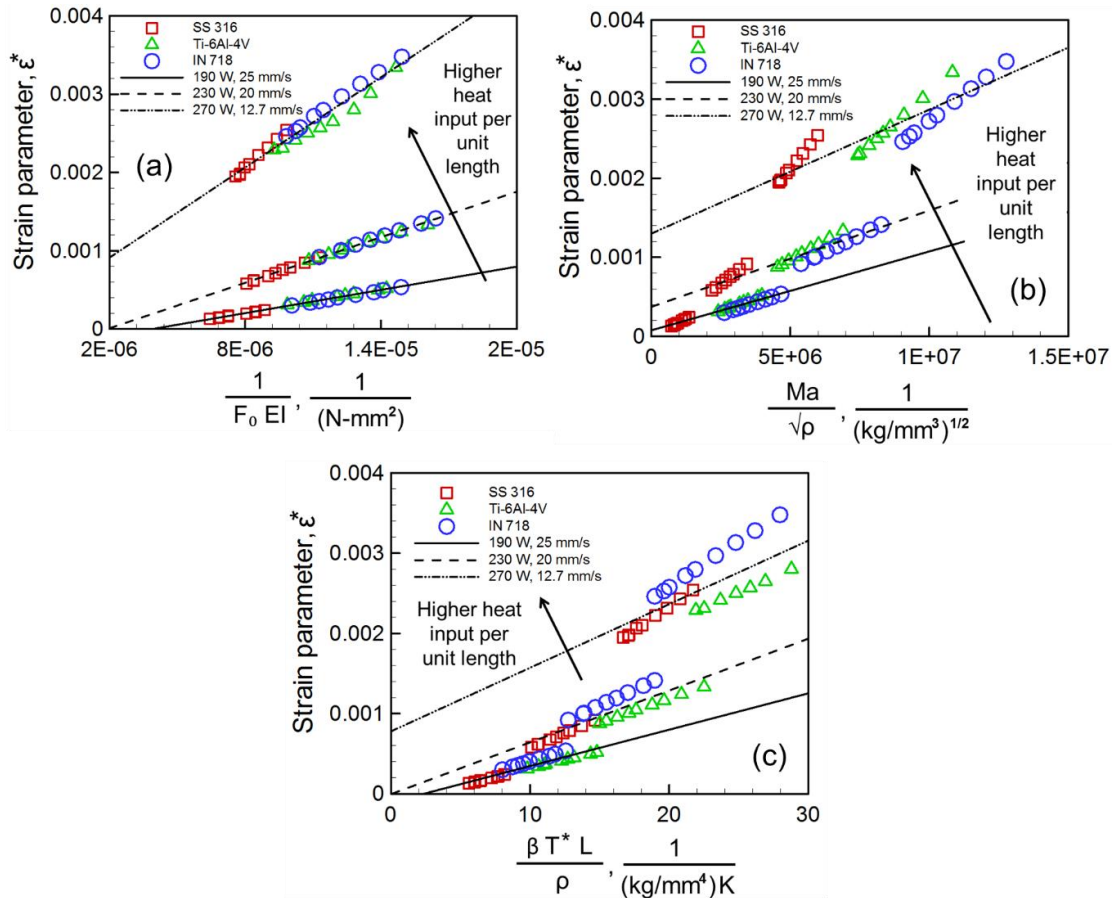 Strain parameter, ε*
0.004
0.003
0.002
0.001
0
SS 316
Ti-6Al-4V
IN 718
190 W, 25 mm/s
230 W, 20 mm/s
270 W, 12.7 mm/s
Higher
heat
input per
unit
length
(a)
2E-06
8E-06
1.4E-05
2E-05
1
F₀ EI
,
1
(N-mm²)
Strain parameter, ε*
0.004
0.003
0.002
0.001
0
SS 316
Ti-6Al-4V
IN 718
190 W, 25 mm/s
230 W, 20 mm/s
270 W, 12.7 mm/s
Higher
heat
input per
unit
length
(b)
0
5E+06
1E+07
1.5E+07
Ma
√ρ
,
1
(kg/mm³)¹/²
Strain parameter, ε*
0.004
0.003
0.002
0.001
0
SS 316
Ti-6Al-4V
IN 718
190 W, 25 mm/s
230 W, 20 mm/s
270 W, 12.7 mm/s
Higher heat
input per
unit length
(c)
10
20
30
β T* L
ρ
,
1
(kg/mm⁴)K